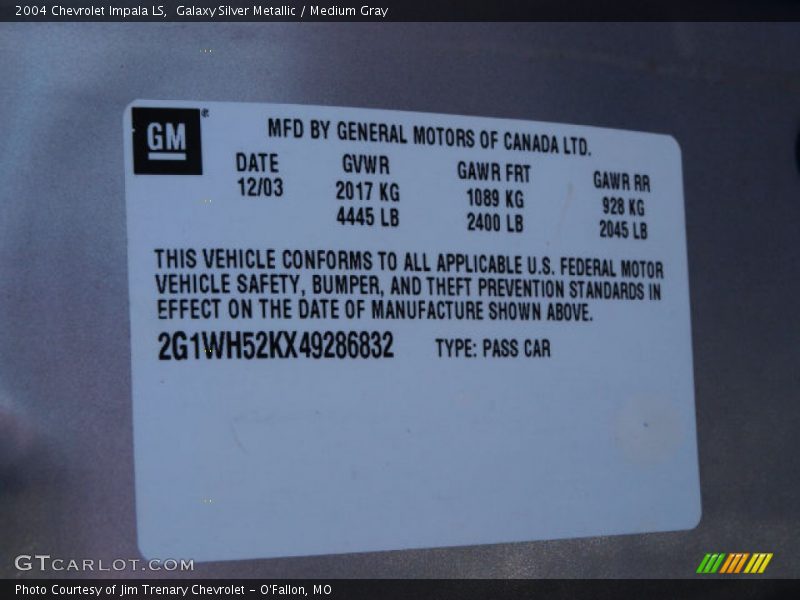 2004 Chevrolet Impala LS, Galaxy Silver Metallic / Medium Gray
GM®
MFD BY GENERAL MOTORS OF CANADA LTD.
DATE GVWR GAWR FRT GAWR RR
12/03 2017 KG 1089 KG 928 KG
4445 LB 2400 LB 2045 LB
THIS VEHICLE CONFORMS TO ALL APPLICABLE U.S. FEDERAL MOTOR
VEHICLE SAFETY, BUMPER, AND THEFT PREVENTION STANDARDS IN
EFFECT ON THE DATE OF MANUFACTURE SHOWN ABOVE.
2G1WH52KX49286832 TYPE: PASS CAR
GTCARLOT.COM
Photo Courtesy of Jim Trenary Chevrolet - O'Fallon, MO